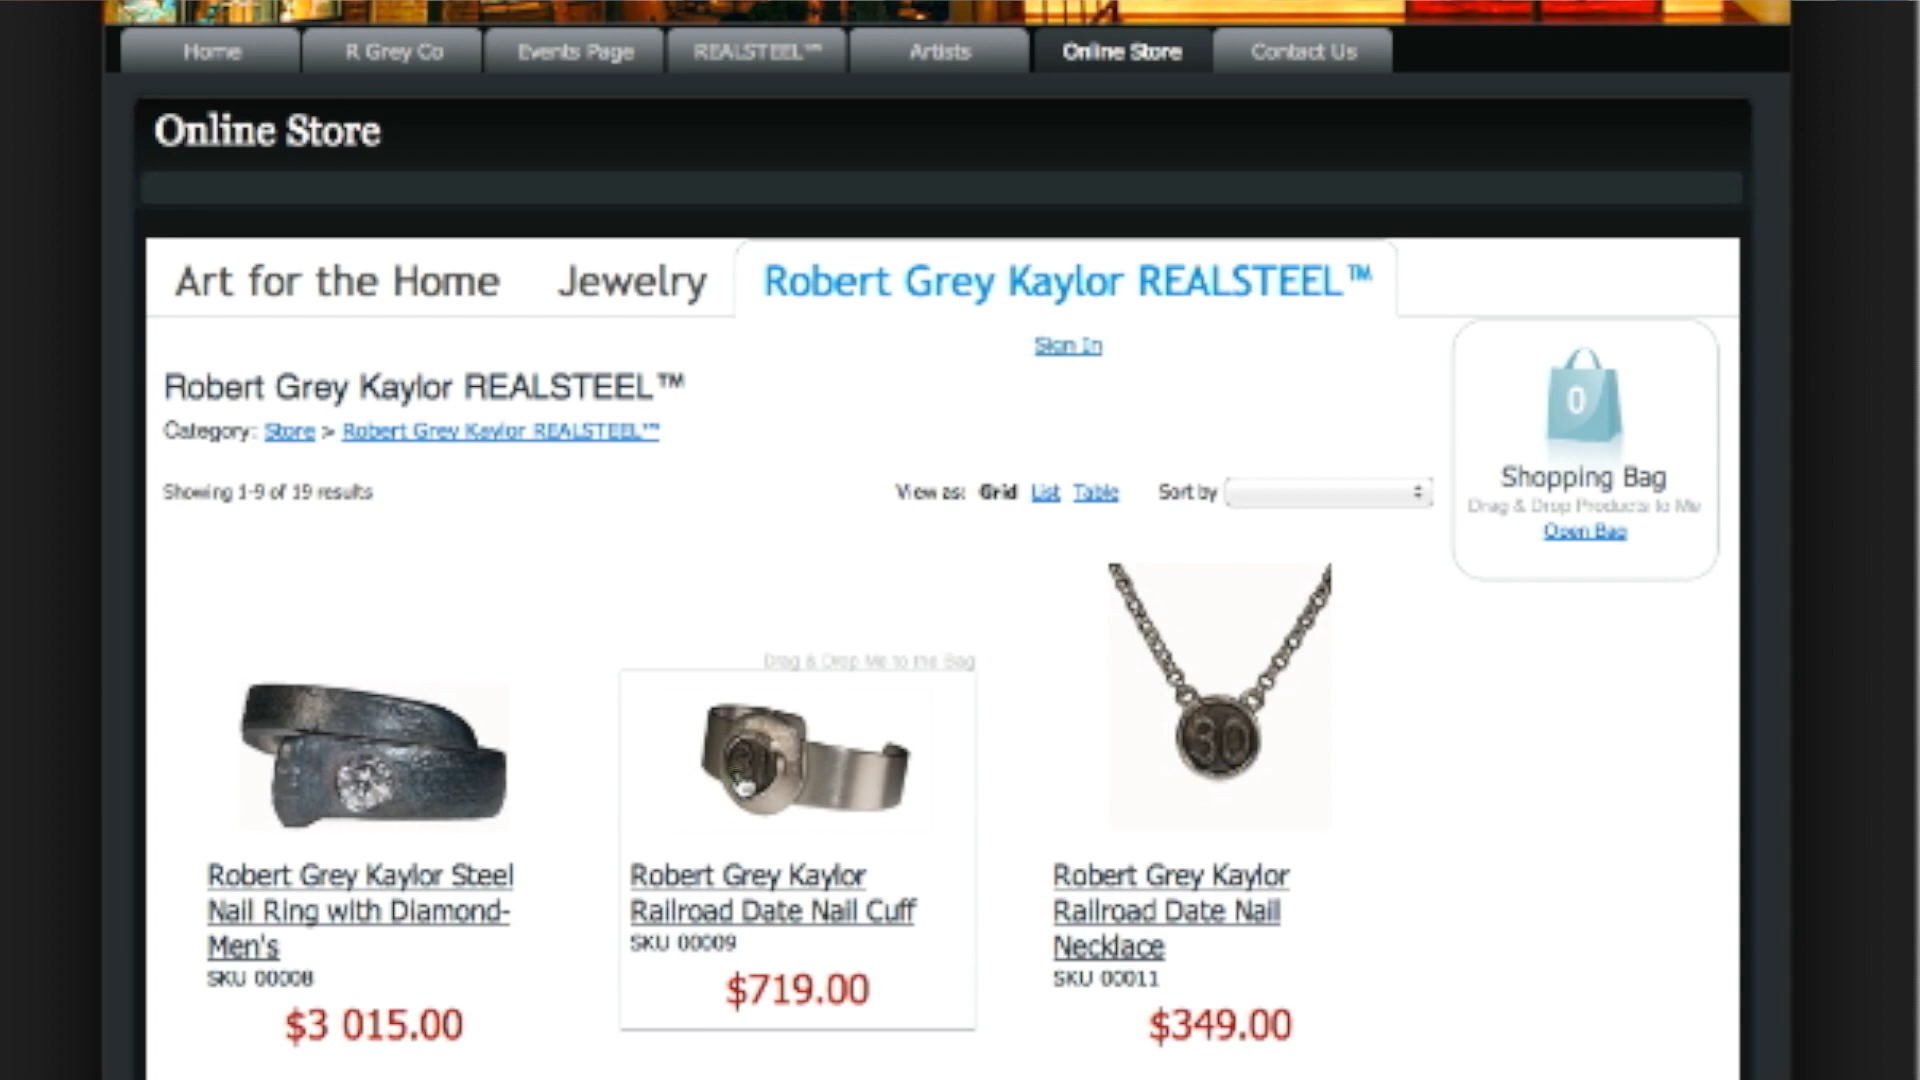 Home R Grey Co Events Page REALSTEEL™ Artists Online Store Contact Us
Online Store
Art for the Home Jewelry Robert Grey Kaylor REALSTEEL™
Sign In
Robert Grey Kaylor REALSTEEL™
Category: Store > Robert Grey Kaylor REALSTEEL™
Showing 1-9 of 19 results View as: Grid List Table Sort by
0
Shopping Bag
Drag & Drop Products to Me
Open Bag
Drag & Drop Me to the Bag
30
Robert Grey Kaylor Steel
Nail Ring with Diamond-
Men's
SKU 00008
$3 015.00
Robert Grey Kaylor
Railroad Date Nail Cuff
SKU 00009
$719.00
Robert Grey Kaylor
Railroad Date Nail
Necklace
SKU 00011
$349.00